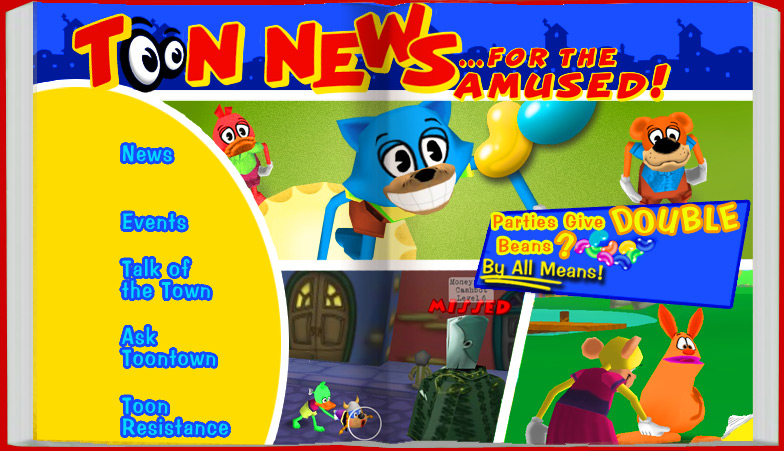 TOON NEWS
...FOR THE
AMUSED!
News
Events
Talk of
the Town
Ask
Toontown
Toon
Resistance
Parties Give DOUBLE
Beans?
By All Means!
Money
Cashbot
Level 6
MISSED